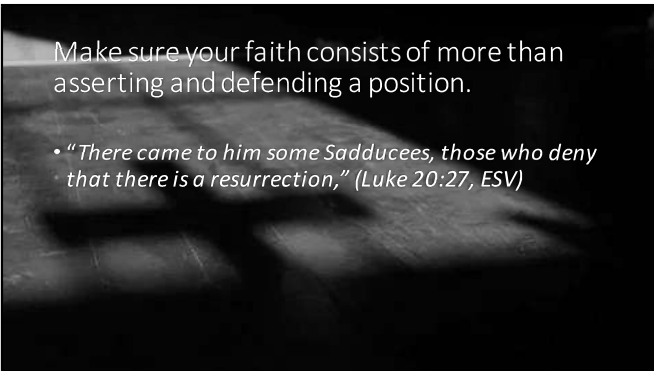 Make sure your faith consists of more than
asserting and defending a position.
• “There came to him some Sadducees, those who deny
that there is a resurrection,” (Luke 20:27, ESV)